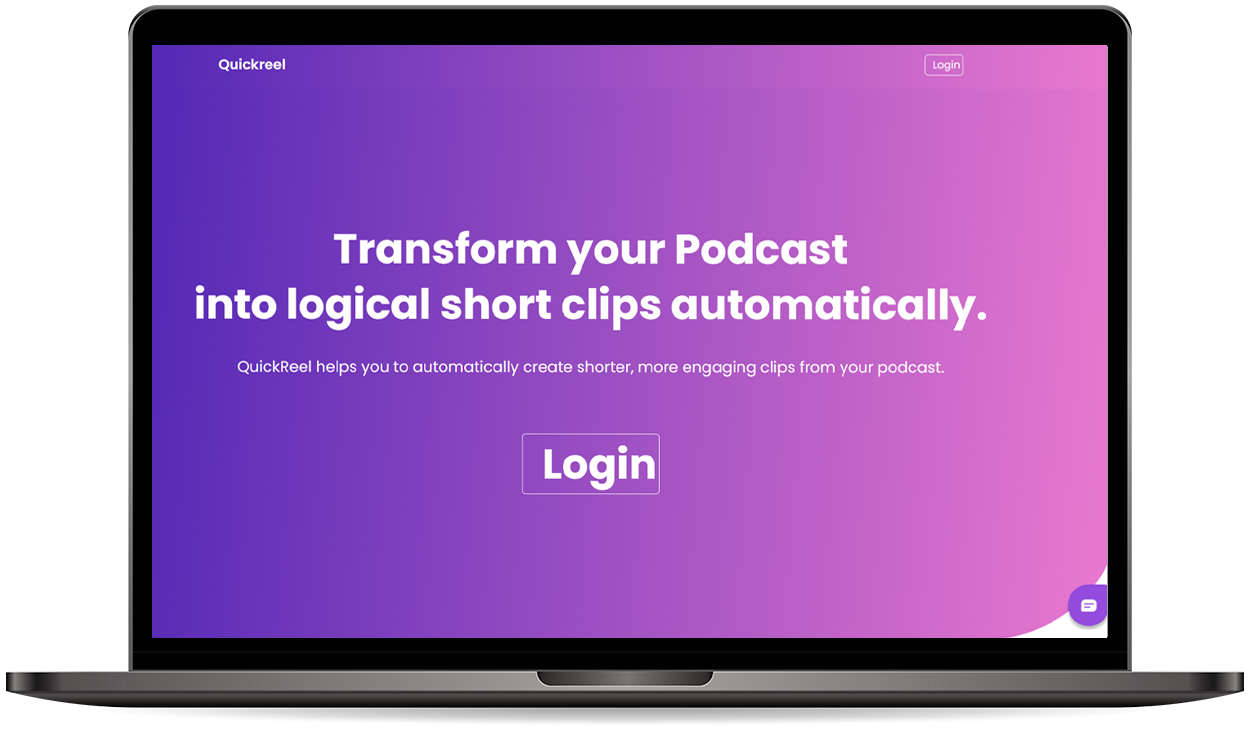 Quickreel
Login
Transform your Podcast
into logical short clips automatically.
QuickReel helps you to automatically create shorter, more engaging clips from your podcast.
Login